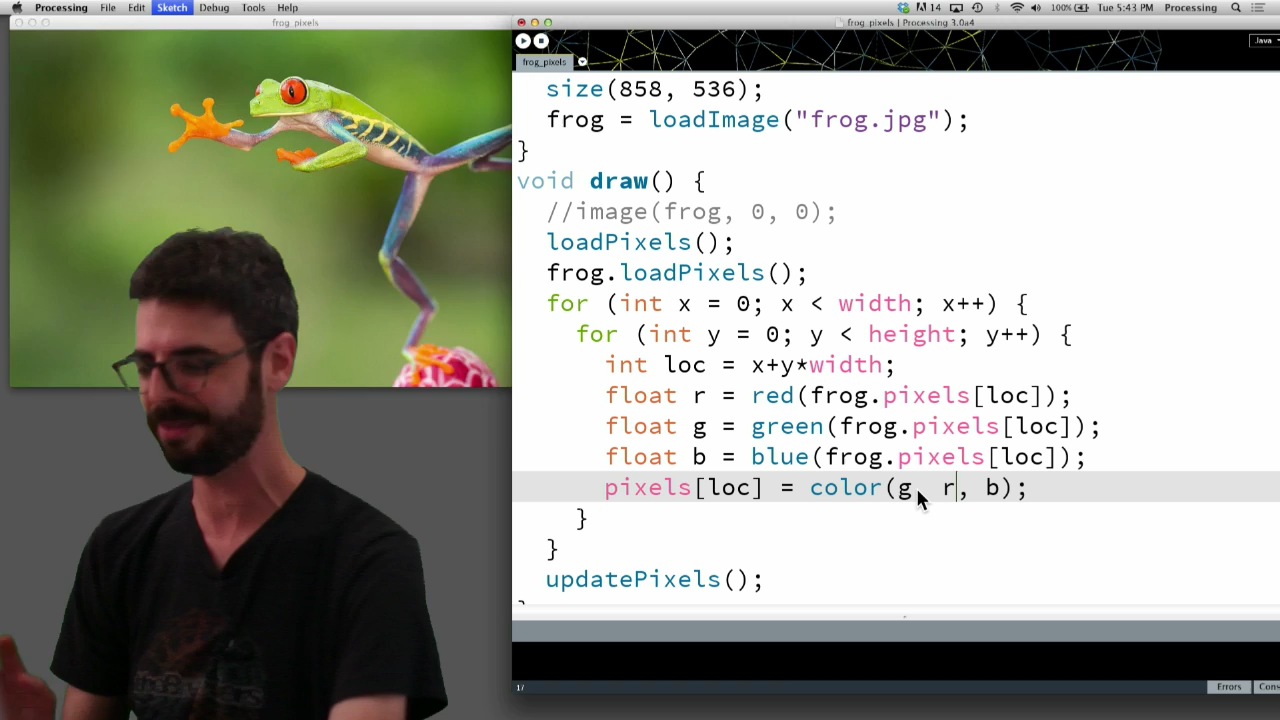 Processing File Edit Sketch Debug Tools Help 14 100% Tue 5:43 PM Processing
frog_pixels
frog_pixels | Processing 3.0a4
Java
frog_pixels
size(858, 536);
frog = loadImage("frog.jpg");
}
void draw() {
//image(frog, 0, 0);
loadPixels();
frog.loadPixels();
for (int x = 0; x < width; x++) {
for (int y = 0; y < height; y++) {
int loc = x+y*width;
float r = red(frog.pixels[loc]);
float g = green(frog.pixels[loc]);
float b = blue(frog.pixels[loc]);
pixels[loc] = color(g, r, b);
}
}
updatePixels();
17
Errors
Cons